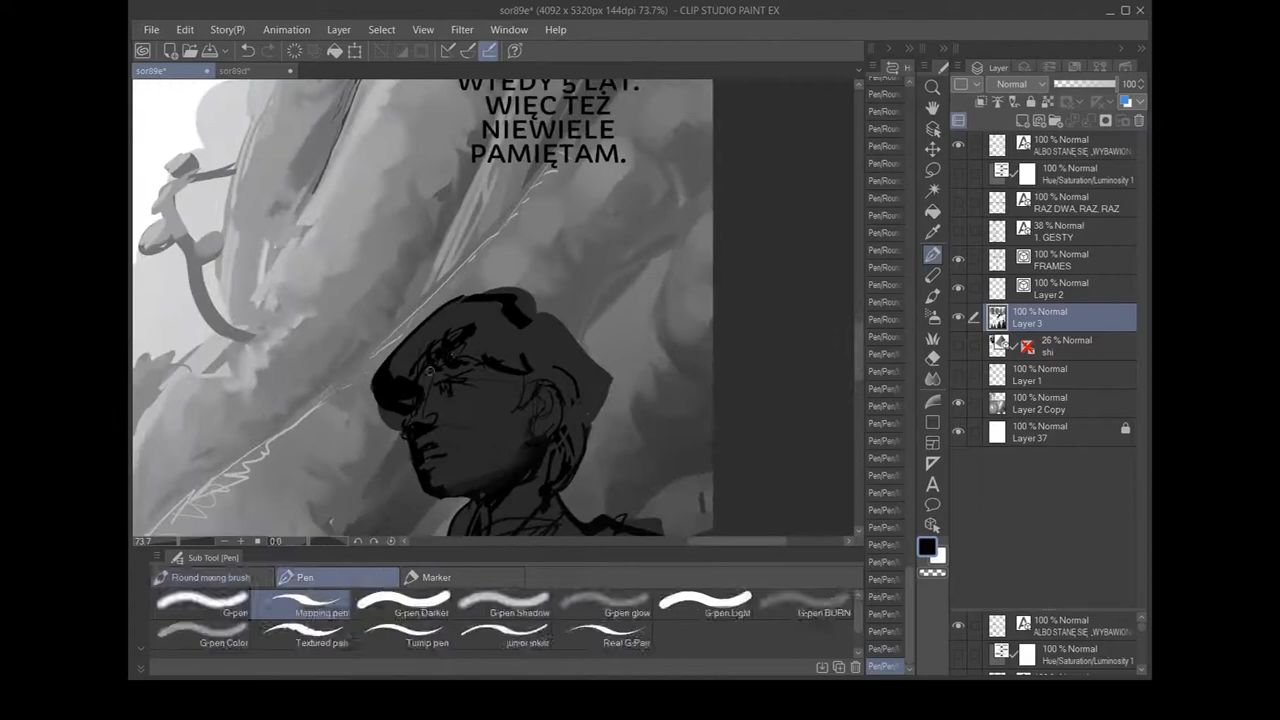 sor89e* (4092 x 5320px 144dpi 73.7%) - CLIP STUDIO PAINT EX
File Edit Story(P) Animation Layer Select View Filter Window Help
sor89e* sor89d*
WTEDY 5 LAT.
WIĘC TEŻ
NIEWIELE
PAMIĘTAM.
73.7 0.0
Sub Tool [Pen]
Round mixing brush Pen Marker
G-pen Mapping pen G-pen Darker G-pen Shadow G-pen glow G-pen Light G-pen BURN
G-pen Color Textured pen Turnip pen Real G-Pen
Layer
Normal 100
100 % Normal
ALBO STANĘ SIĘ „WYBAWION
100 % Normal
Hue/Saturation/Luminosity 1
100 % Normal
RAZ DWA, RAZ, RAZ
38 % Normal
1. GESTY
100 % Normal
FRAMES
100 % Normal
Layer 2
100 % Normal
Layer 3
26 % Normal
shi
100 % Normal
Layer 1
100 % Normal
Layer 2 Copy
100 % Normal
Layer 37
100 % Normal
ALBO STANĘ SIĘ „WYBAWION
100 % Normal
Hue/Saturation/Luminosity 1